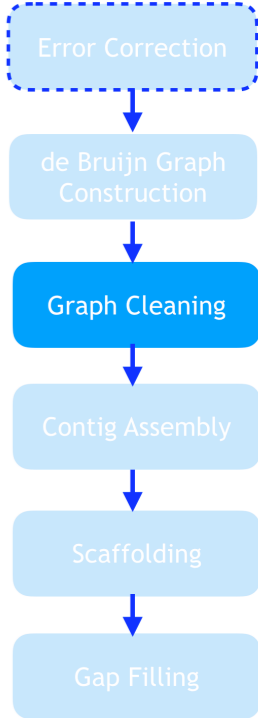 Error Correction
de Bruijn Graph
Construction
Graph Cleaning
Contig Assembly
Scaffolding
Gap Filling